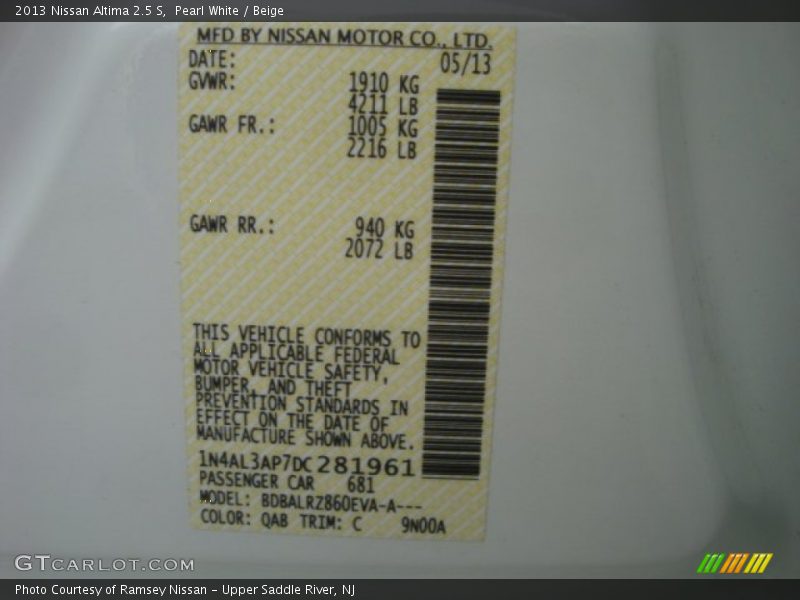 2013 Nissan Altima 2.5 S, Pearl White / Beige
MFD BY NISSAN MOTOR CO., LTD.
DATE: 05/13
GVWR: 1910 KG
4211 LB
GAWR FR.: 1005 KG
2216 LB
GAWR RR.: 940 KG
2072 LB
THIS VEHICLE CONFORMS TO
ALL APPLICABLE FEDERAL
MOTOR VEHICLE SAFETY,
BUMPER, AND THEFT
PREVENTION STANDARDS IN
EFFECT ON THE DATE OF
MANUFACTURE SHOWN ABOVE.
1N4AL3AP7DC281961
PASSENGER CAR 681
MODEL: BDBALRZ860EVA-A---
COLOR: QAB TRIM: C 9N00A
GTCARLOT.COM
Photo Courtesy of Ramsey Nissan – Upper Saddle River, NJ